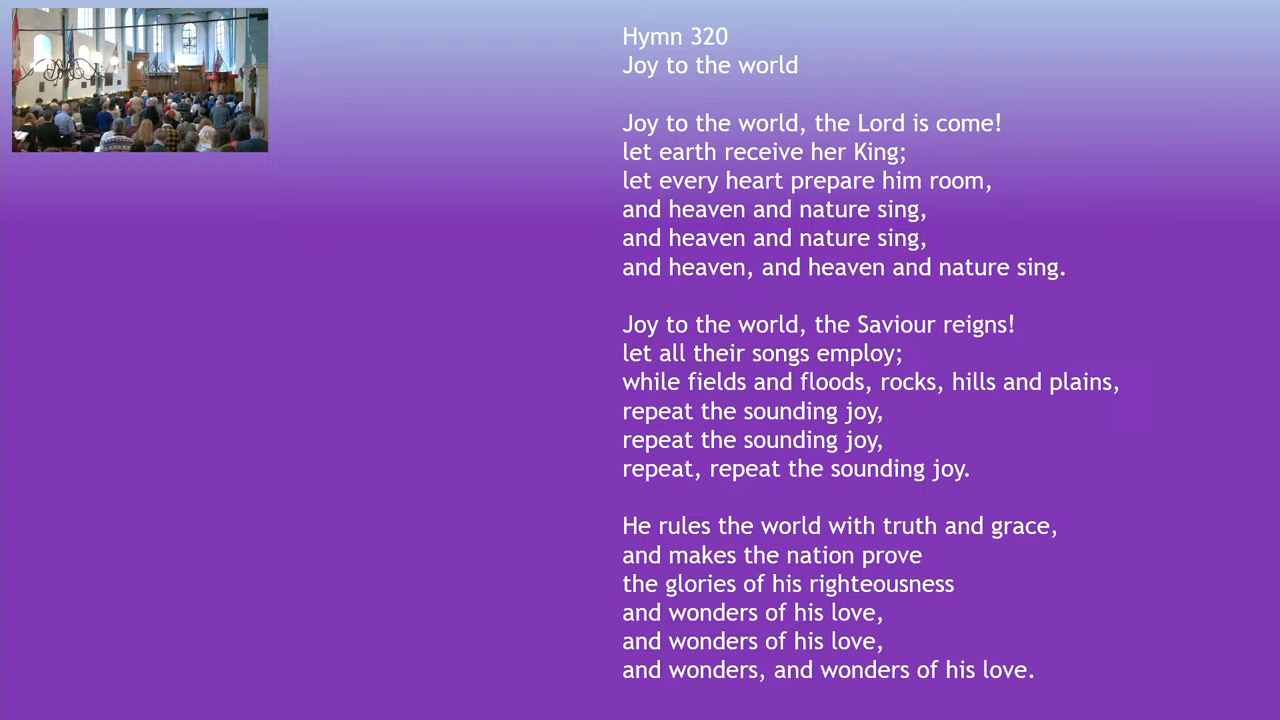 Hymn 320
Joy to the world
Joy to the world, the Lord is come!
let earth receive her King;
let every heart prepare him room,
and heaven and nature sing,
and heaven and nature sing,
and heaven, and heaven and nature sing.
Joy to the world, the Saviour reigns!
let all their songs employ;
while fields and floods, rocks, hills and plains,
repeat the sounding joy,
repeat the sounding joy,
repeat, repeat the sounding joy.
He rules the world with truth and grace,
and makes the nation prove
the glories of his righteousness
and wonders of his love,
and wonders of his love,
and wonders, and wonders of his love.